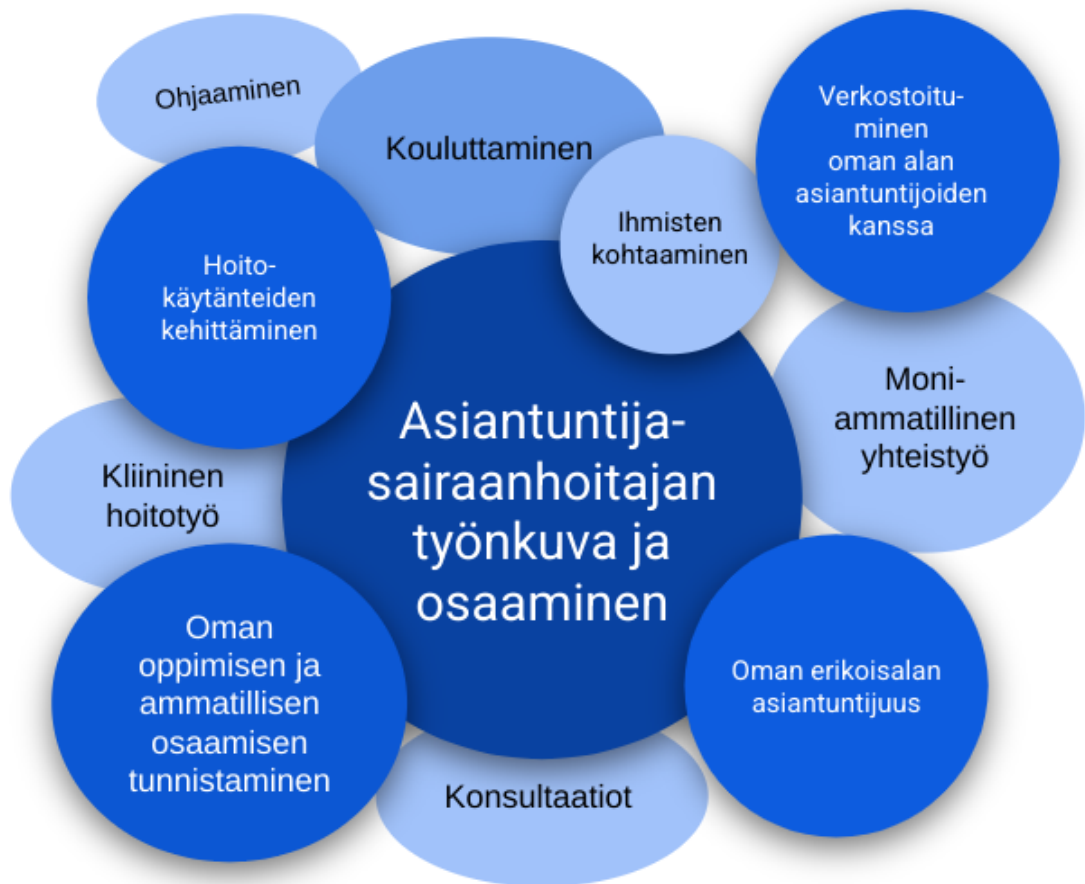 Ohjaaminen
Kouluttaminen
Verkostoitu-
minen
oman alan
asiantuntijoiden
kanssa
Ihmisten
kohtaaminen
Hoito-
käytänteiden
kehittäminen
Moni-
ammatillinen
yhteistyö
Asiantuntija-
sairaanhoitajan
työnkuva ja
osaaminen
Kliininen
hoitotyö
Oman
oppimisen ja
ammatillisen
osaamisen
tunnistaminen
Oman erikoisalan
asiantuntijuus
Konsultaatiot